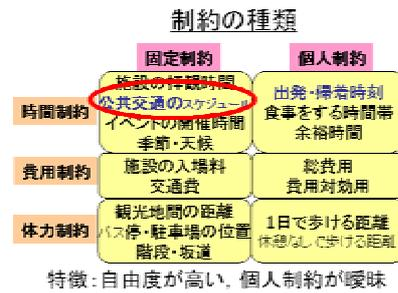 制約の種類
固定制約
個人制約
時間制約
施設の拝観時間
公共交通のスケジュール
イベントの開催時間
季節・天候
出発・帰着時刻
食事をする時間帯
余裕時間
費用制約
施設の入場料
交通費
総費用
費用対効用
体力制約
観光地間の距離
バス停・駐車場の位置
階段・坂道
1日で歩ける距離
休憩なしで歩ける距離
特徴：自由度が高い，個人制約が曖昧